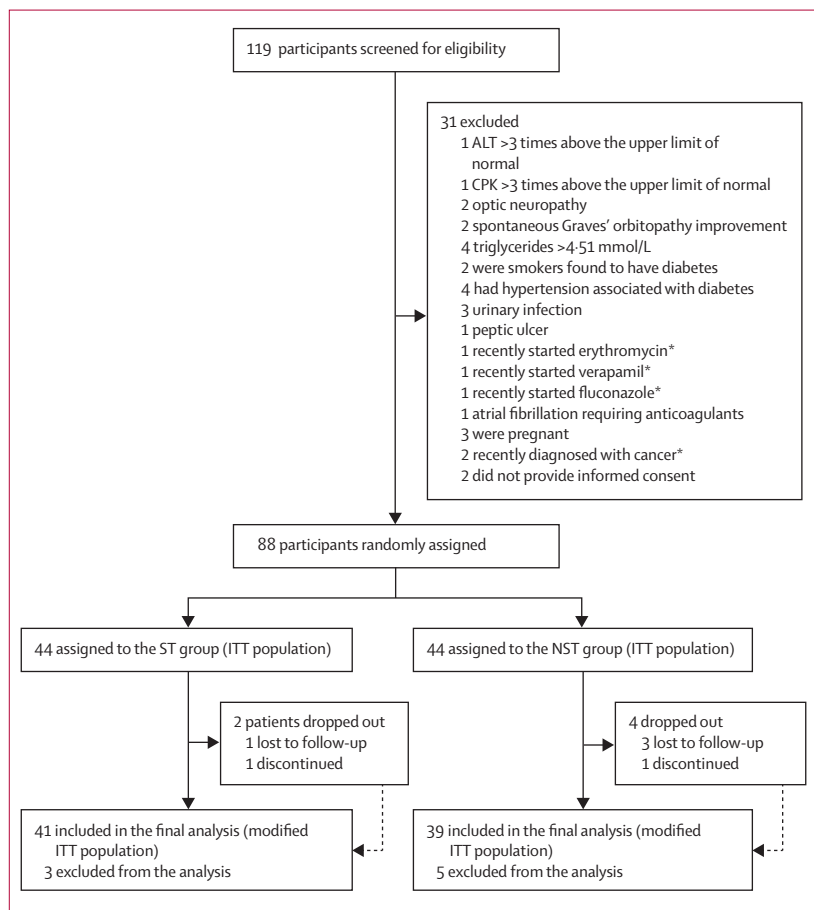 119 participants screened for eligibility
31 excluded
1 ALT >3 times above the upper limit of
normal
1 CPK >3 times above the upper limit of normal
2 optic neuropathy
2 spontaneous Graves’ orbitopathy improvement
4 triglycerides >4·51 mmol/L
2 were smokers found to have diabetes
4 had hypertension associated with diabetes
3 urinary infection
1 peptic ulcer
1 recently started erythromycin*
1 recently started verapamil*
1 recently started fluconazole*
1 atrial fibrillation requiring anticoagulants
3 were pregnant
2 recently diagnosed with cancer*
2 did not provide informed consent
88 participants randomly assigned
44 assigned to the ST group (ITT population)
44 assigned to the NST group (ITT population)
2 patients dropped out
1 lost to follow-up
1 discontinued
4 dropped out
3 lost to follow-up
1 discontinued
41 included in the final analysis (modified
ITT population)
3 excluded from the analysis
39 included in the final analysis (modified
ITT population)
5 excluded from the analysis